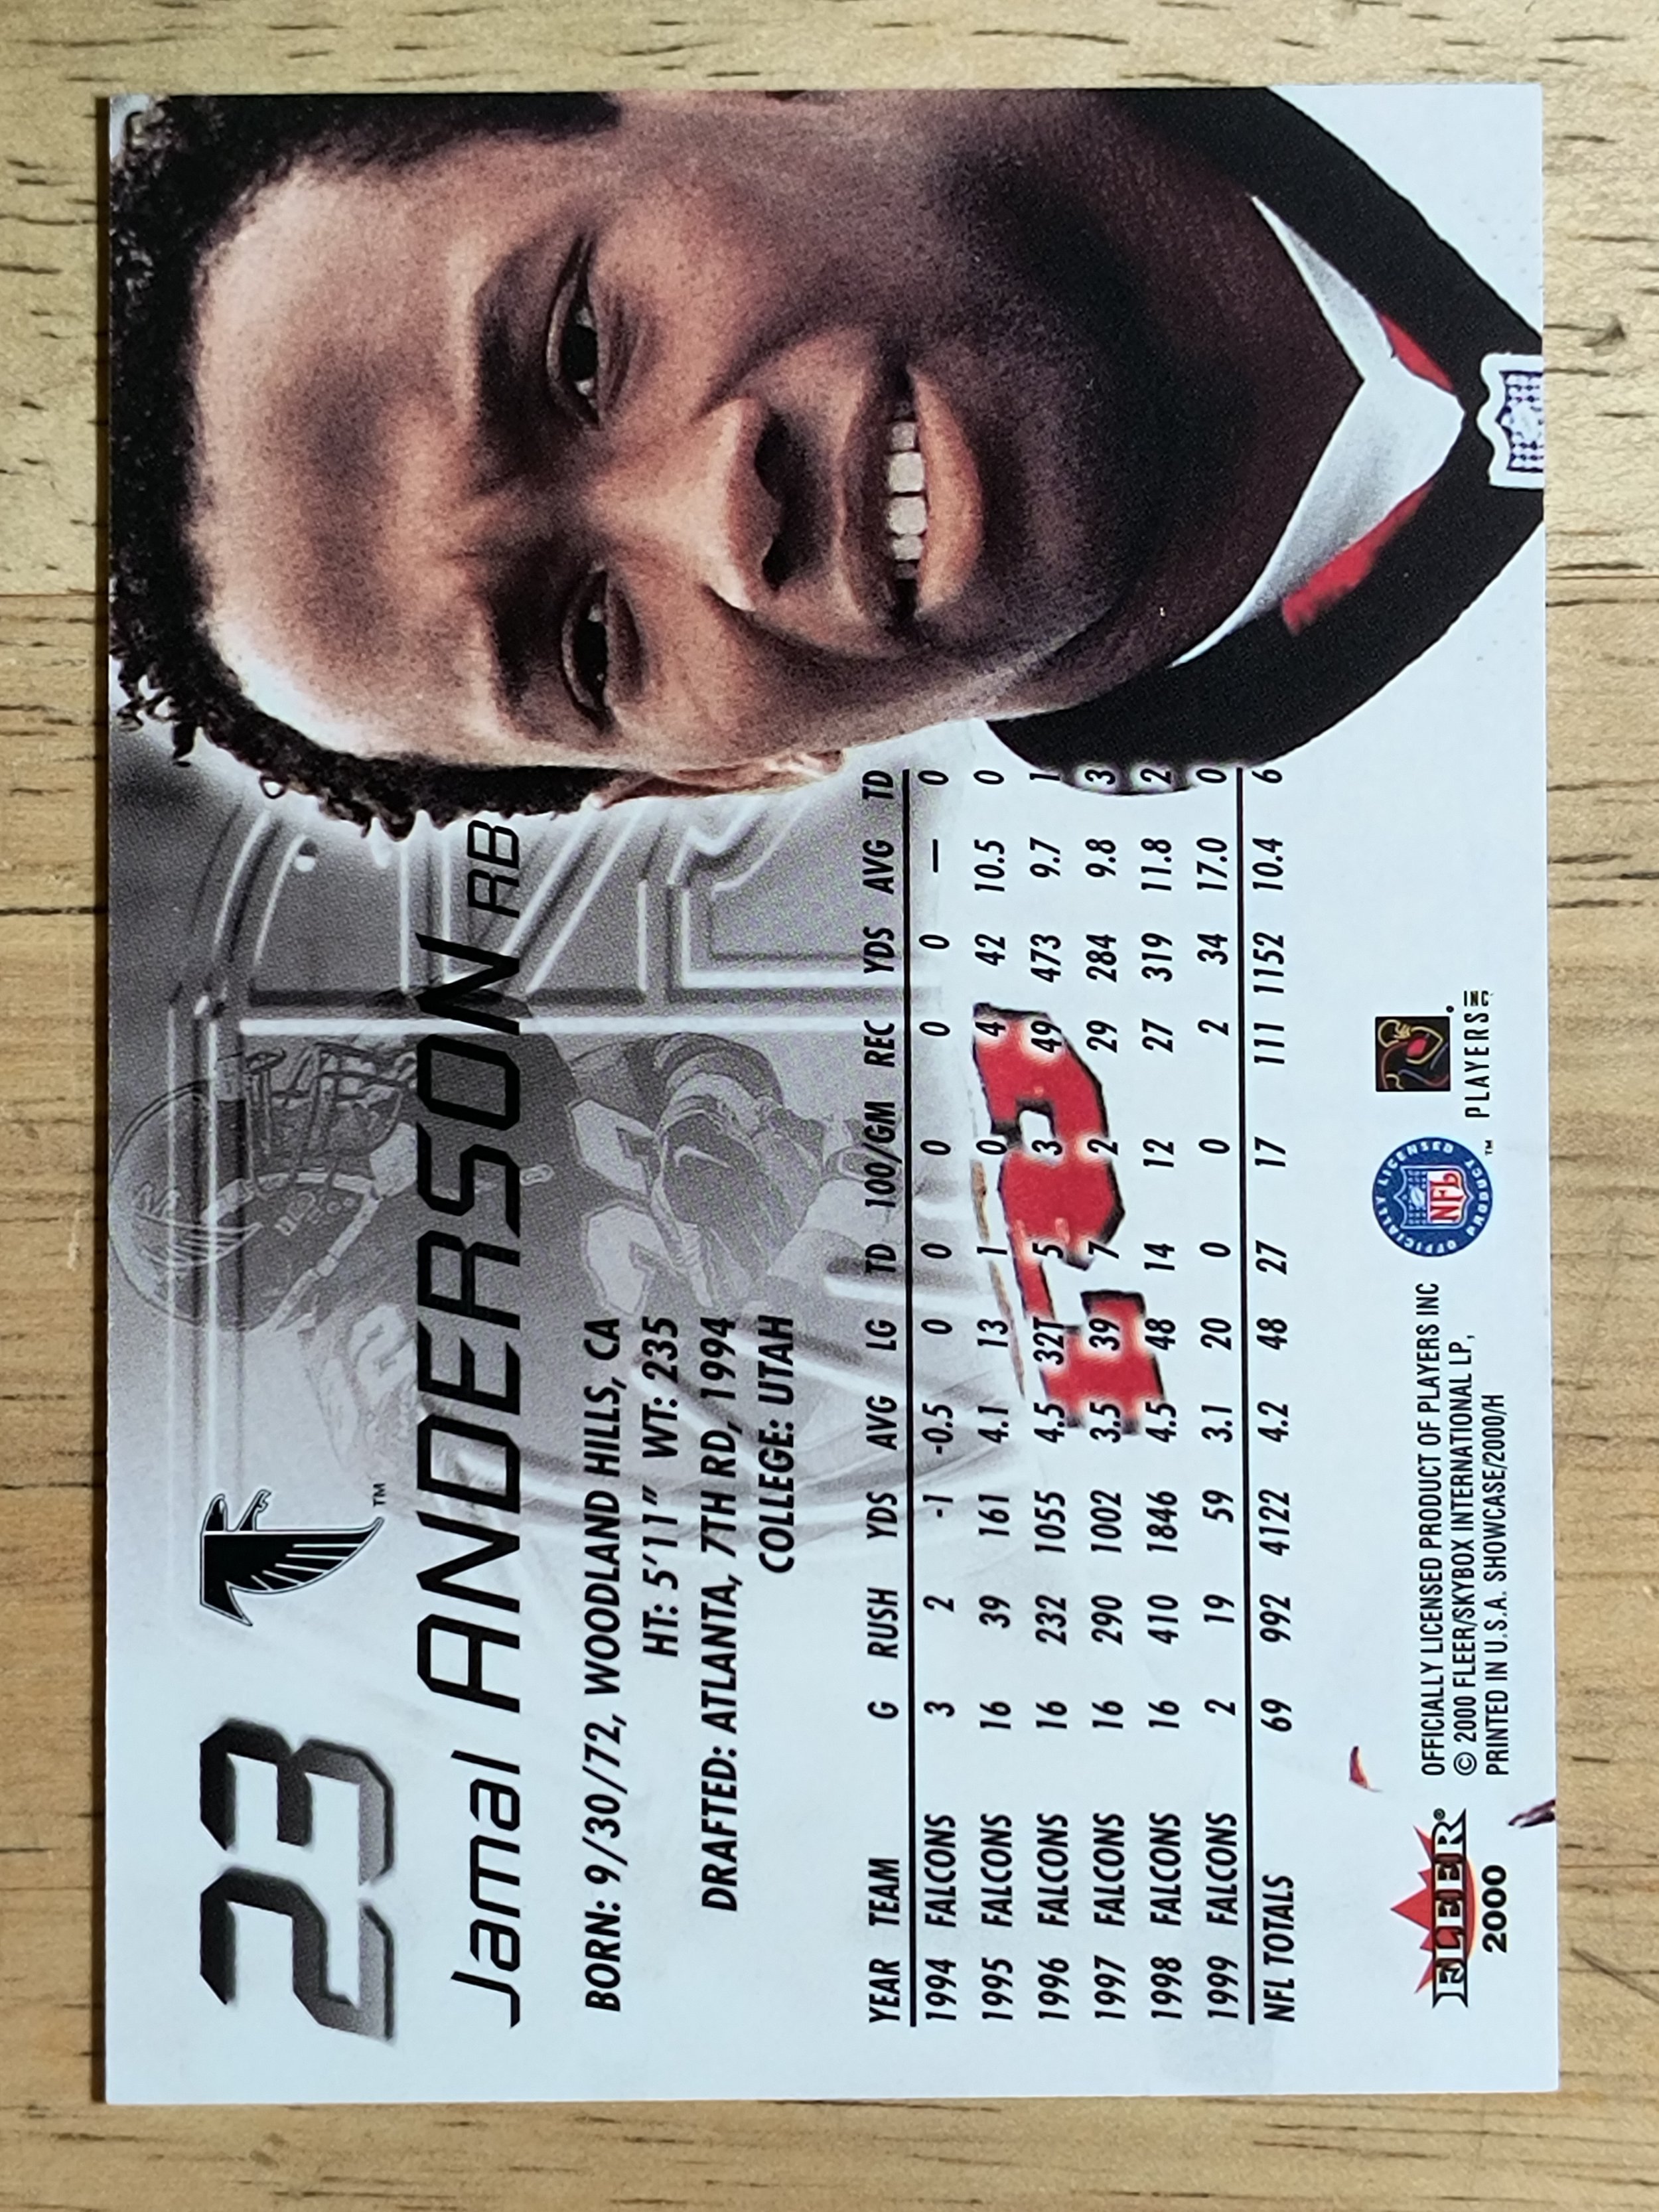 23 TM
Jamal ANDERSON RB
BORN: 9/30/72, WOODLAND HILLS, CA
HT: 5'11" WT: 235
DRAFTED: ATLANTA, 7TH RD, 1994
COLLEGE: UTAH
YEAR TEAM G RUSH YDS AVG LG TD 100/GM REC YDS AVG TD
1994 FALCONS 3 2 -1 -0.5 0 0 0 0 0 — 0
1995 FALCONS 16 39 161 4.1 13 1 0 4 42 10.5 0
1996 FALCONS 16 232 1055 4.5 32T 5 3 49 473 9.7 1
1997 FALCONS 16 290 1002 3.5 39 7 2 29 284 9.8 3
1998 FALCONS 16 410 1846 4.5 48 14 12 27 319 11.8 2
1999 FALCONS 2 19 59 3.1 20 0 0 2 34 17.0 0
NFL TOTALS 69 992 4122 4.2 48 27 17 111 1152 10.4 6
FLEER®
2000
OFFICIALLY LICENSED PRODUCT OF PLAYERS INC
© 2000 FLEER/SKYBOX INTERNATIONAL LP,
PRINTED IN U.S.A. SHOWCASE/2000/H
OFFICIALLY LICENSED PRODUCT
NFL
TM
PLAYERS INC